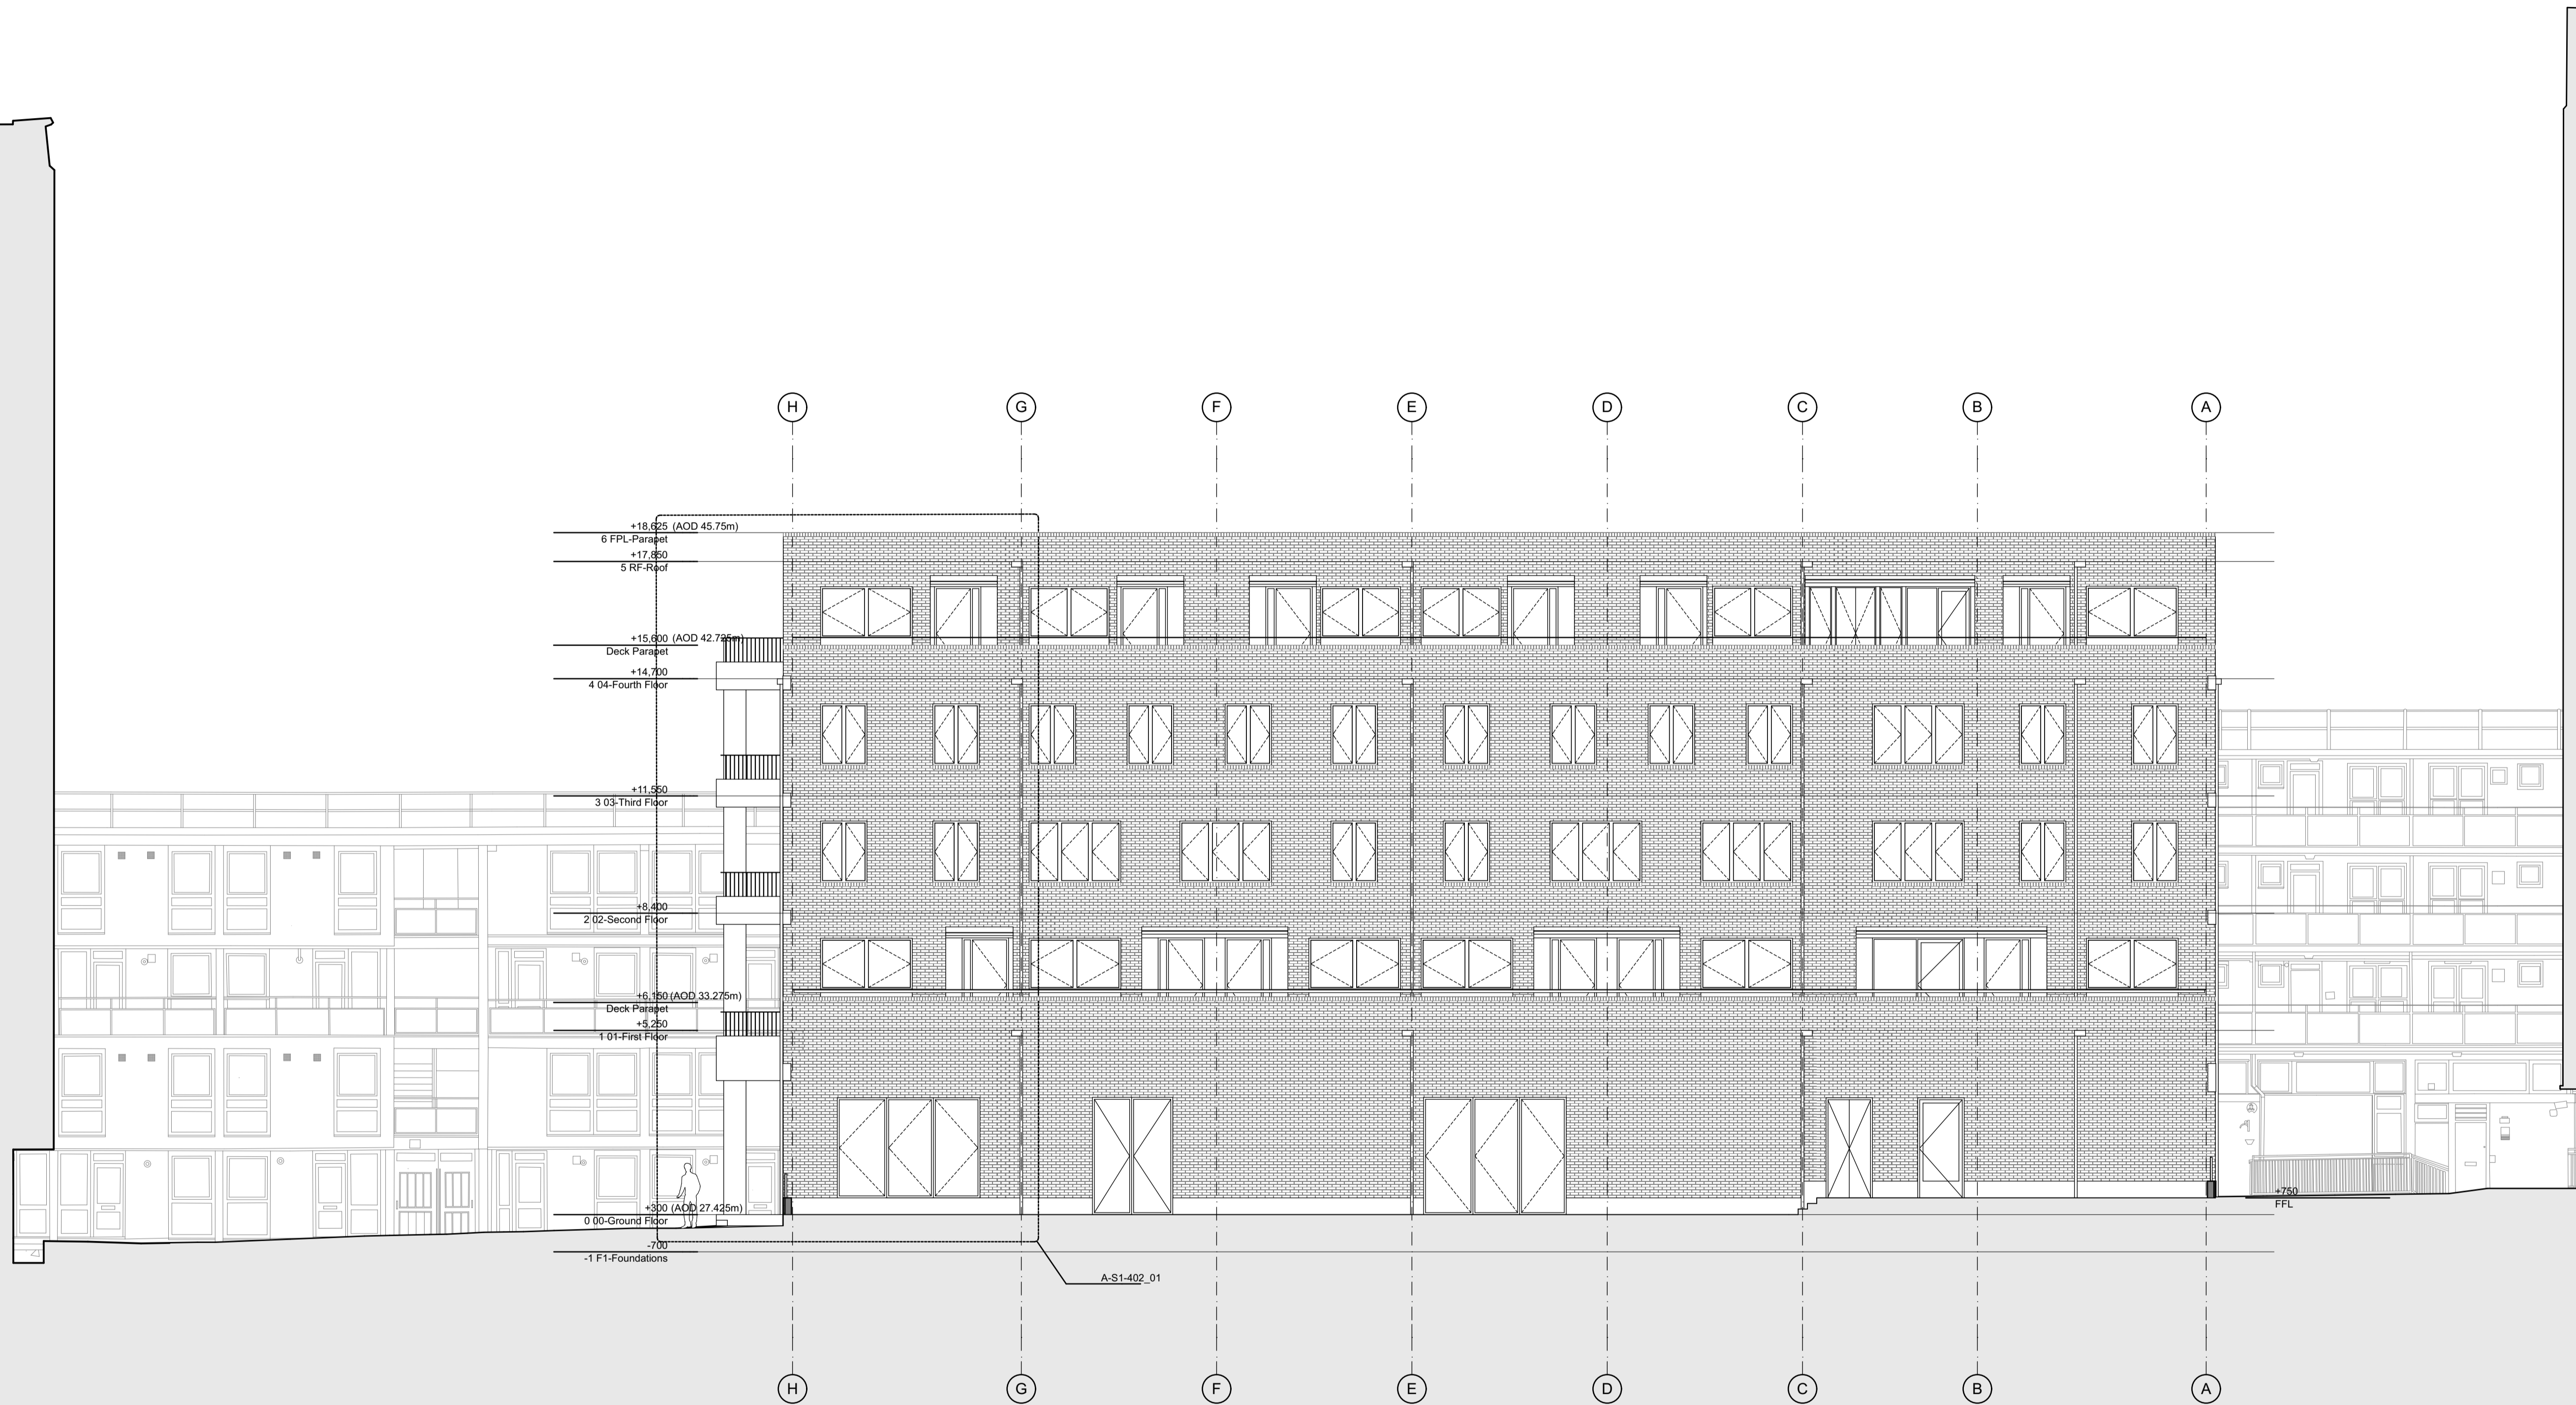 H G F E D C B A
+18,625 (AOD 45.75m)
6 FPL-Parapet
+17,850
5 RF-Roof
+15,600 (AOD 42.725m)
Deck Parapet
+14,700
4 04-Fourth Floor
+11,550
3 03-Third Floor
+8,400
2 02-Second Floor
+6,150 (AOD 33.275m)
Deck Parapet
+5,250
1 01-First Floor
+750
FFL
+300 (AOD 27.425m)
0 00-Ground Floor
-700
-1 F1-Foundations
A-S1-402_01
H G F E D C B A